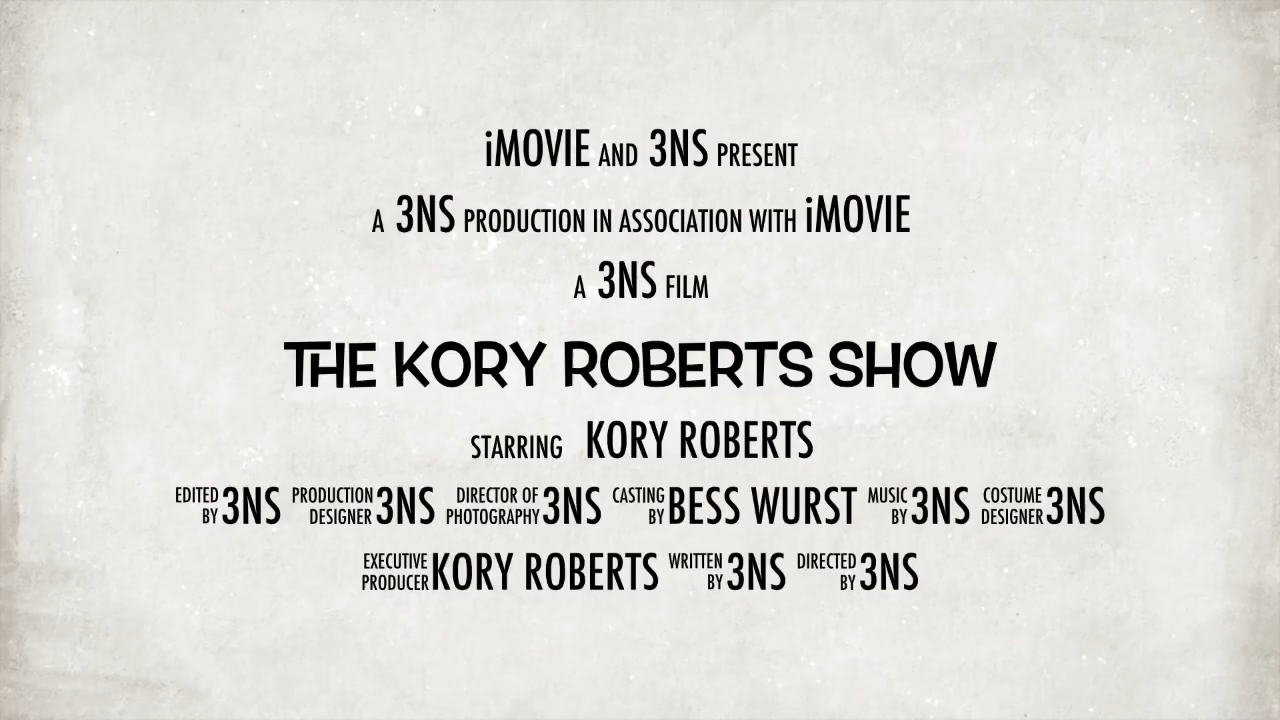 iMOVIE AND 3NS PRESENT
A 3NS PRODUCTION IN ASSOCIATION WITH iMOVIE
A 3NS FILM
THE KORY ROBERTS SHOW
STARRING KORY ROBERTS
EDITED BY 3NS PRODUCTION DESIGNER 3NS DIRECTOR OF PHOTOGRAPHY 3NS CASTING BY BESS WURST MUSIC BY 3NS COSTUME DESIGNER 3NS
EXECUTIVE PRODUCER KORY ROBERTS WRITTEN BY 3NS DIRECTED BY 3NS